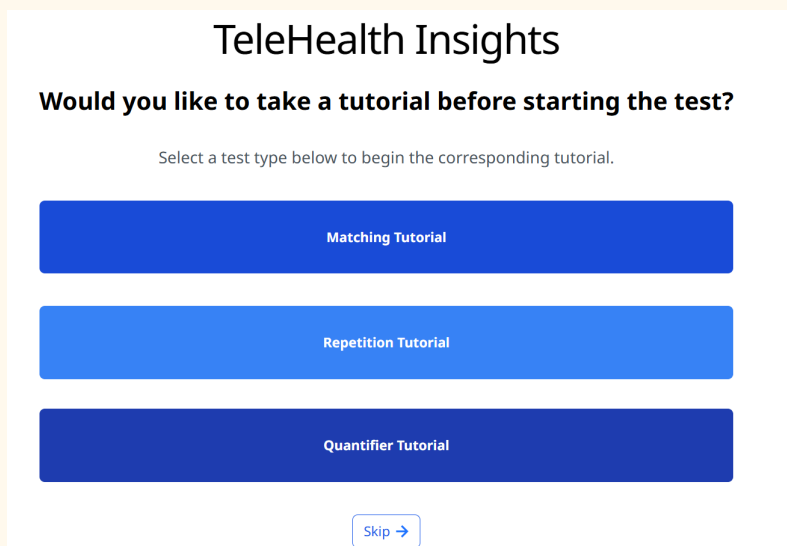 TeleHealth Insights
Would you like to take a tutorial before starting the test?
Select a test type below to begin the corresponding tutorial.
Matching Tutorial
Repetition Tutorial
Quantifier Tutorial
Skip →